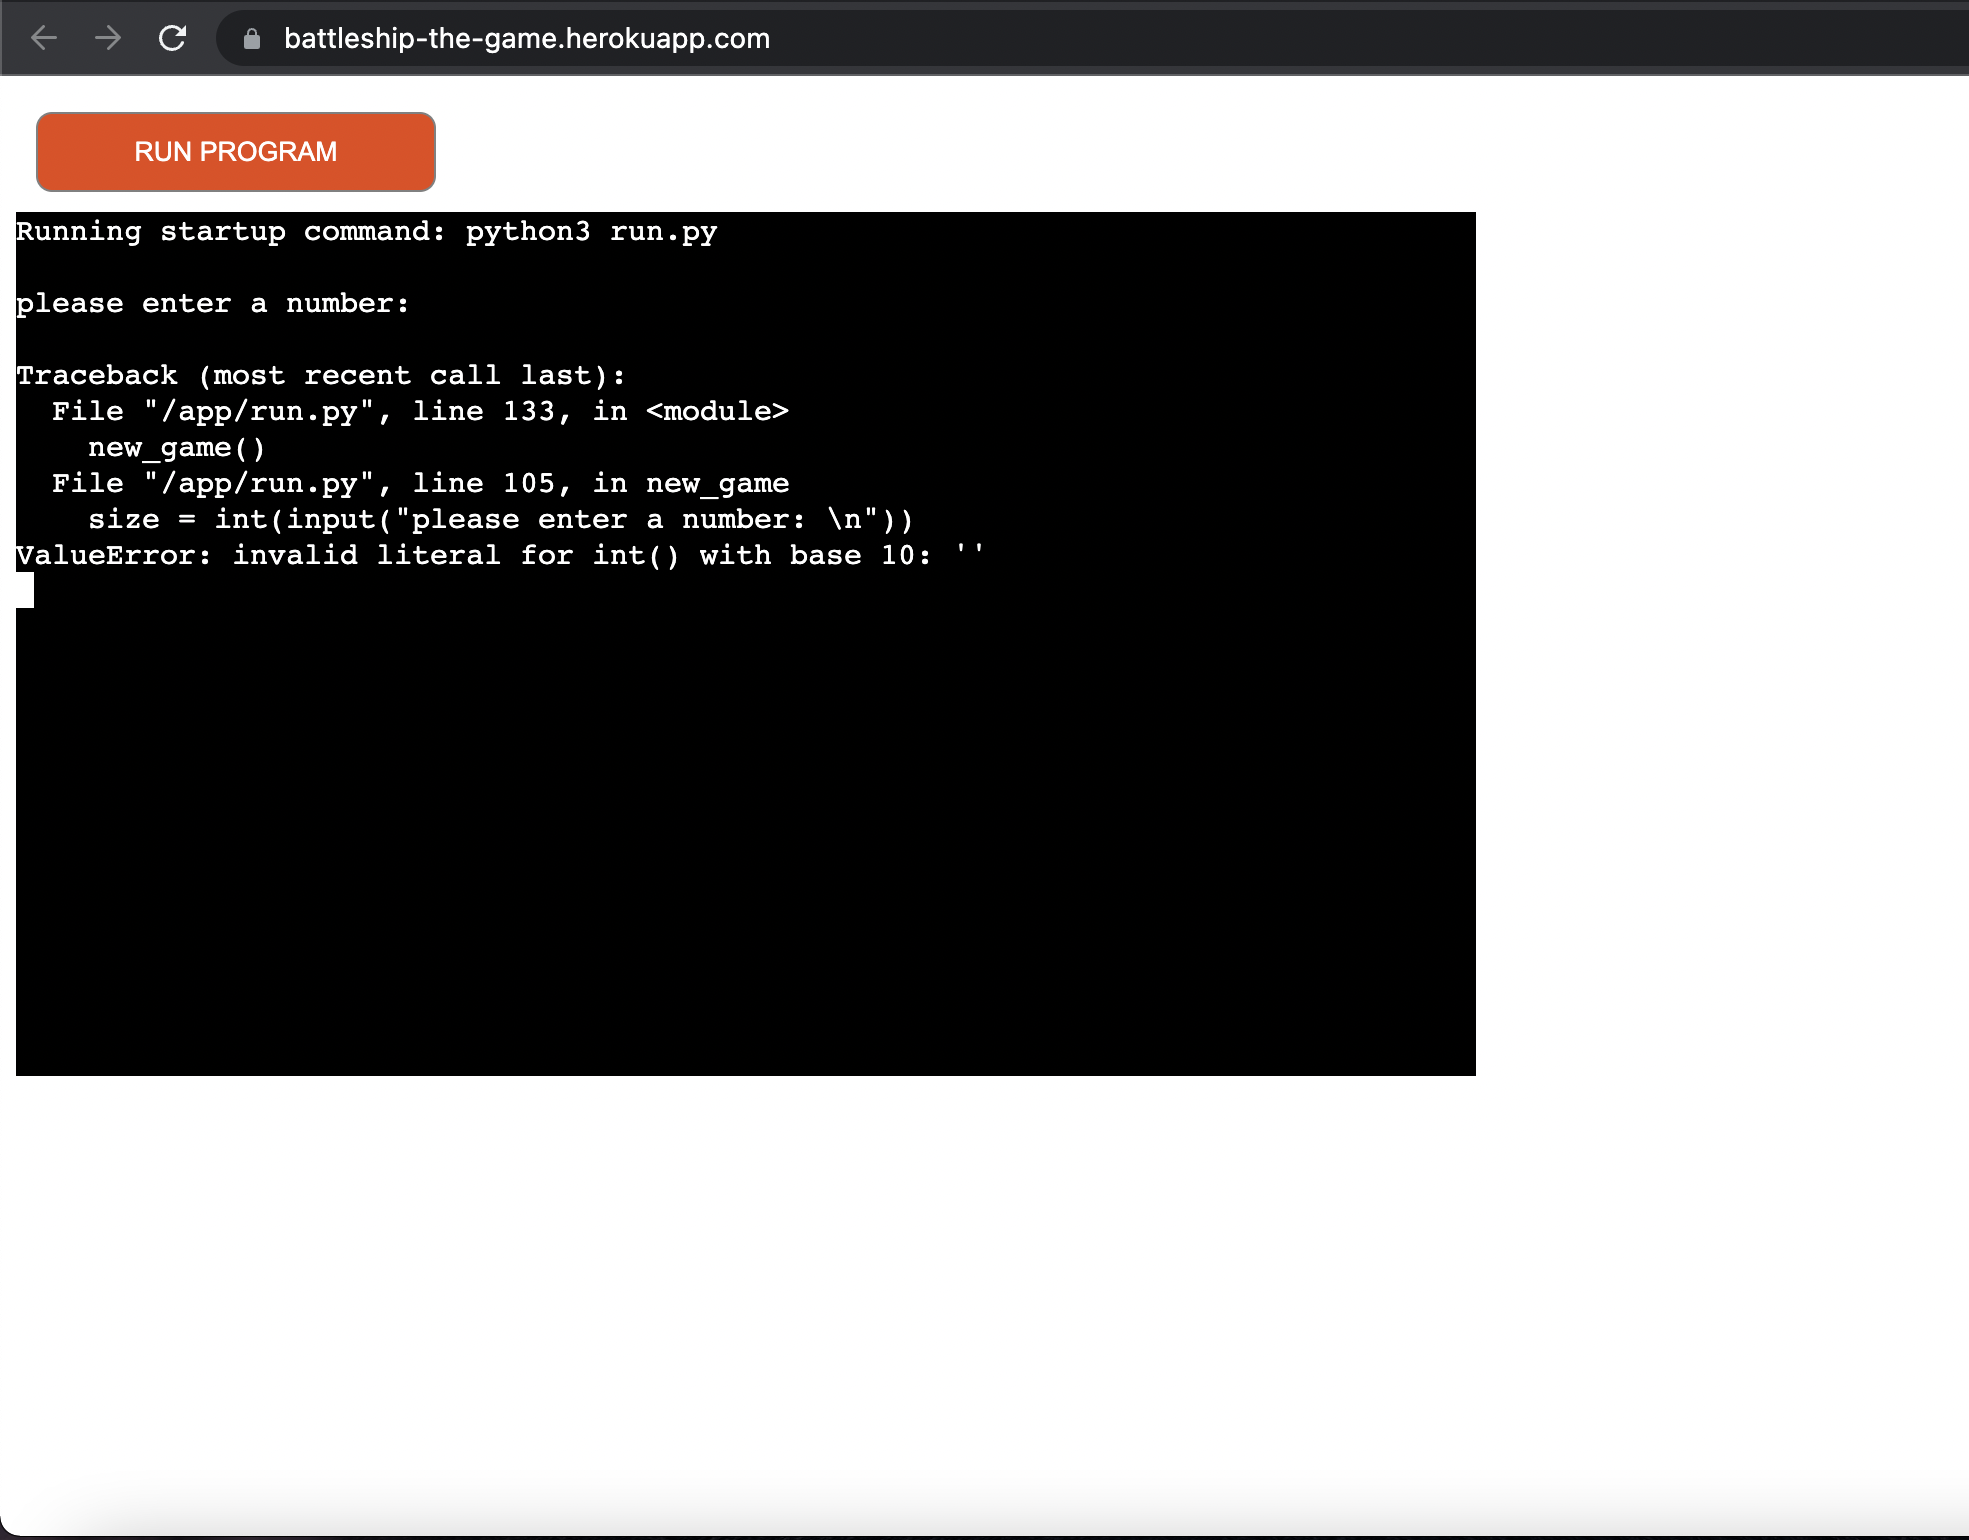 battleship-the-game.herokuapp.com
RUN PROGRAM
Running startup command: python3 run.py
please enter a number:
Traceback (most recent call last):
  File "/app/run.py", line 133, in <module>
    new_game()
  File "/app/run.py", line 105, in new_game
    size = int(input("please enter a number: \n"))
ValueError: invalid literal for int() with base 10: ''